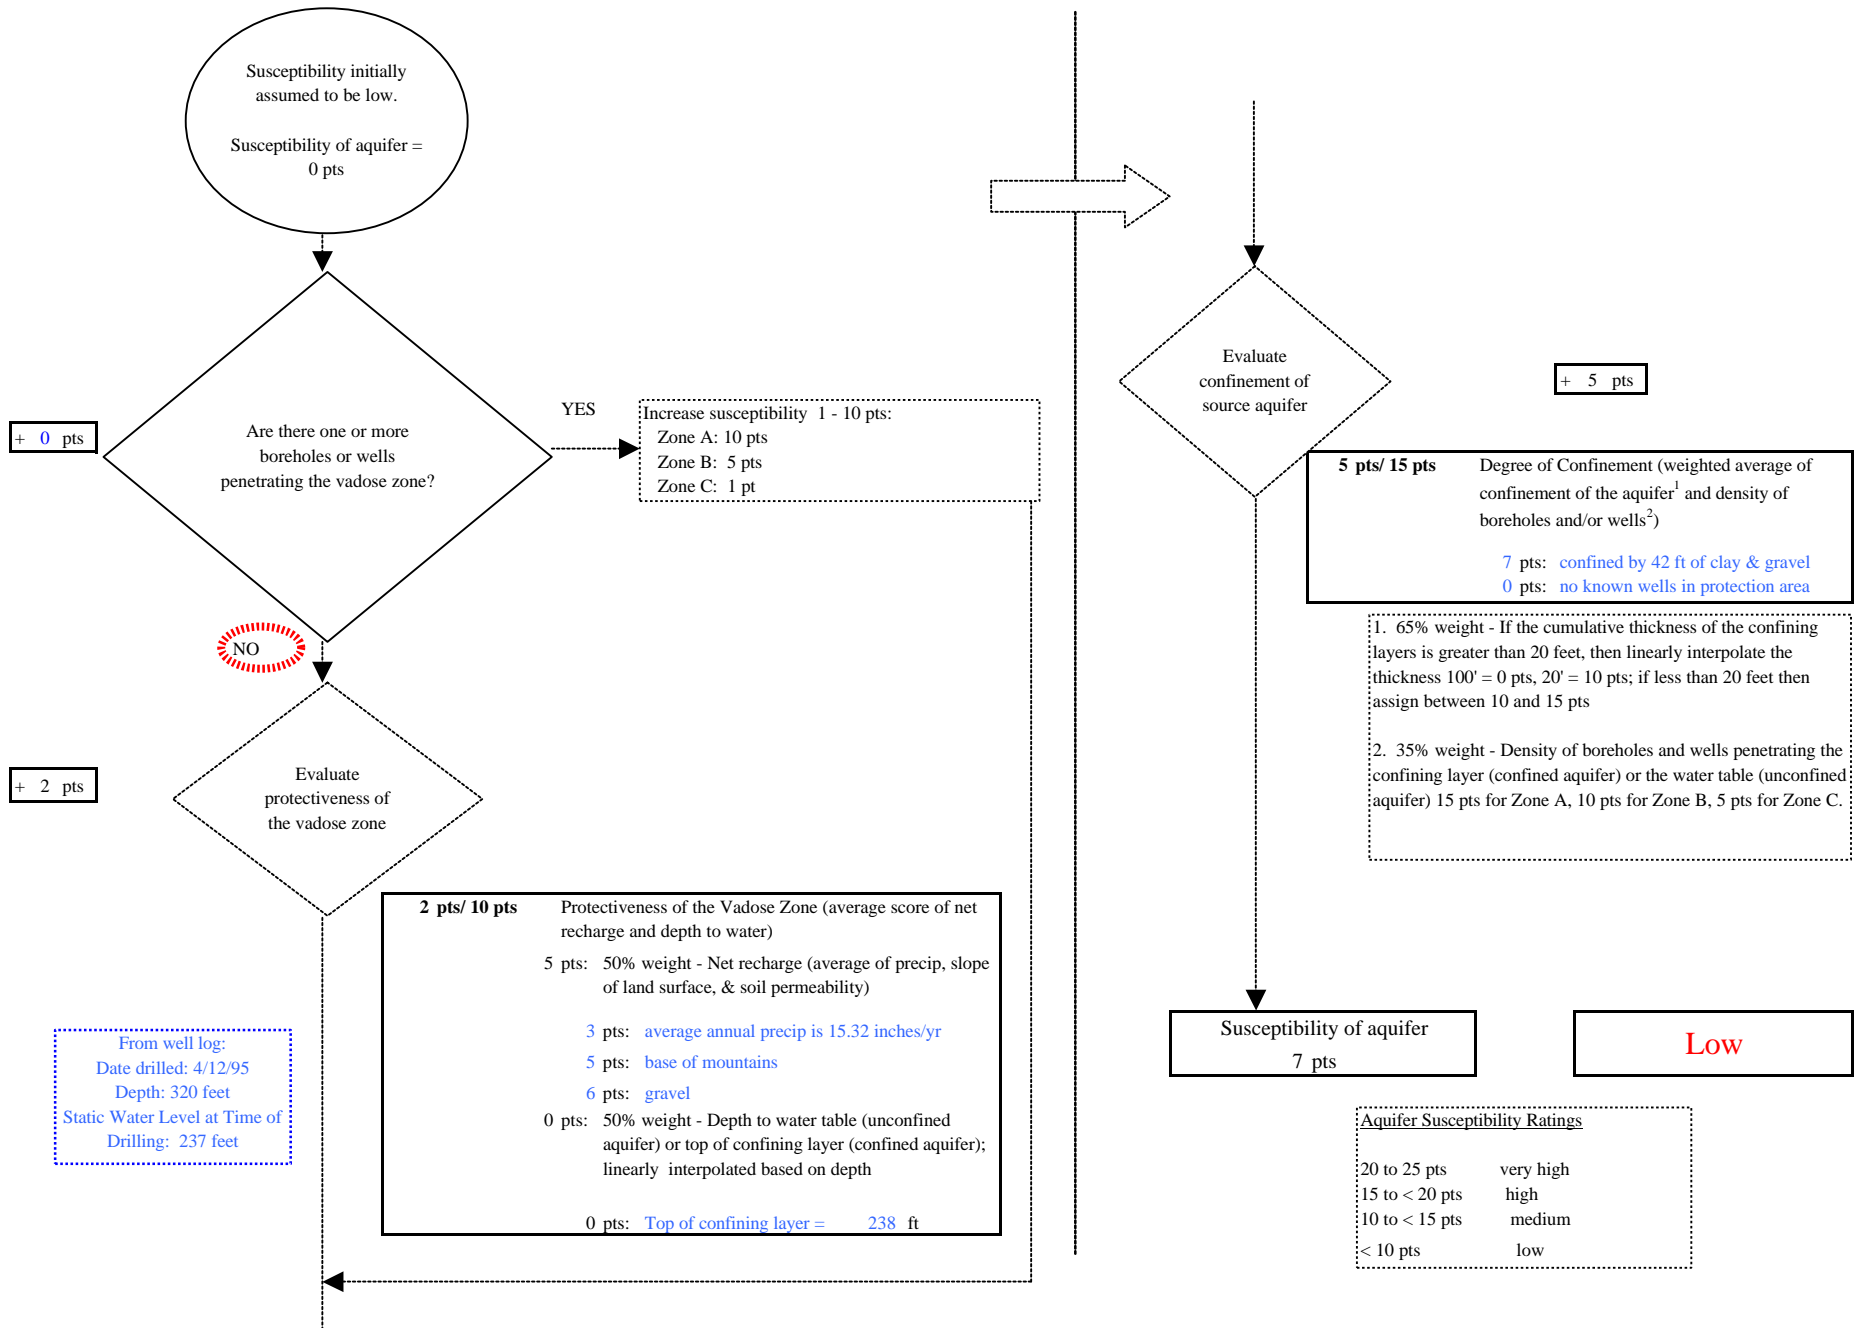 Susceptibility initially
assumed to be low.
Susceptibility of aquifer =
0 pts
Are there one or more
boreholes or wells
penetrating the vadose zone?
+ 0 pts
YES
Increase susceptibility 1 - 10 pts:
Zone A: 10 pts
Zone B: 5 pts
Zone C: 1 pt
NO
Evaluate
protectiveness of
the vadose zone
+ 2 pts
2 pts/ 10 pts Protectiveness of the Vadose Zone (average score of net
recharge and depth to water)
5 pts: 50% weight - Net recharge (average of precip, slope
of land surface, & soil permeability)
3 pts: average annual precip is 15.32 inches/yr
5 pts: base of mountains
6 pts: gravel
0 pts: 50% weight - Depth to water table (unconfined
aquifer) or top of confining layer (confined aquifer);
linearly interpolated based on depth
0 pts: Top of confining layer = 238 ft
From well log:
Date drilled: 4/12/95
Depth: 320 feet
Static Water Level at Time of
Drilling: 237 feet
Evaluate
confinement of
source aquifer
+ 5 pts
5 pts/ 15 pts Degree of Confinement (weighted average of
confinement of the aquifer1 and density of
boreholes and/or wells2)
7 pts: confined by 42 ft of clay & gravel
0 pts: no known wells in protection area
1. 65% weight - If the cumulative thickness of the confining
layers is greater than 20 feet, then linearly interpolate the
thickness 100' = 0 pts, 20' = 10 pts; if less than 20 feet then
assign between 10 and 15 pts
2. 35% weight - Density of boreholes and wells penetrating the
confining layer (confined aquifer) or the water table (unconfined
aquifer) 15 pts for Zone A, 10 pts for Zone B, 5 pts for Zone C.
Susceptibility of aquifer
7 pts
Low
Aquifer Susceptibility Ratings
20 to 25 pts very high
15 to < 20 pts high
10 to < 15 pts medium
< 10 pts low